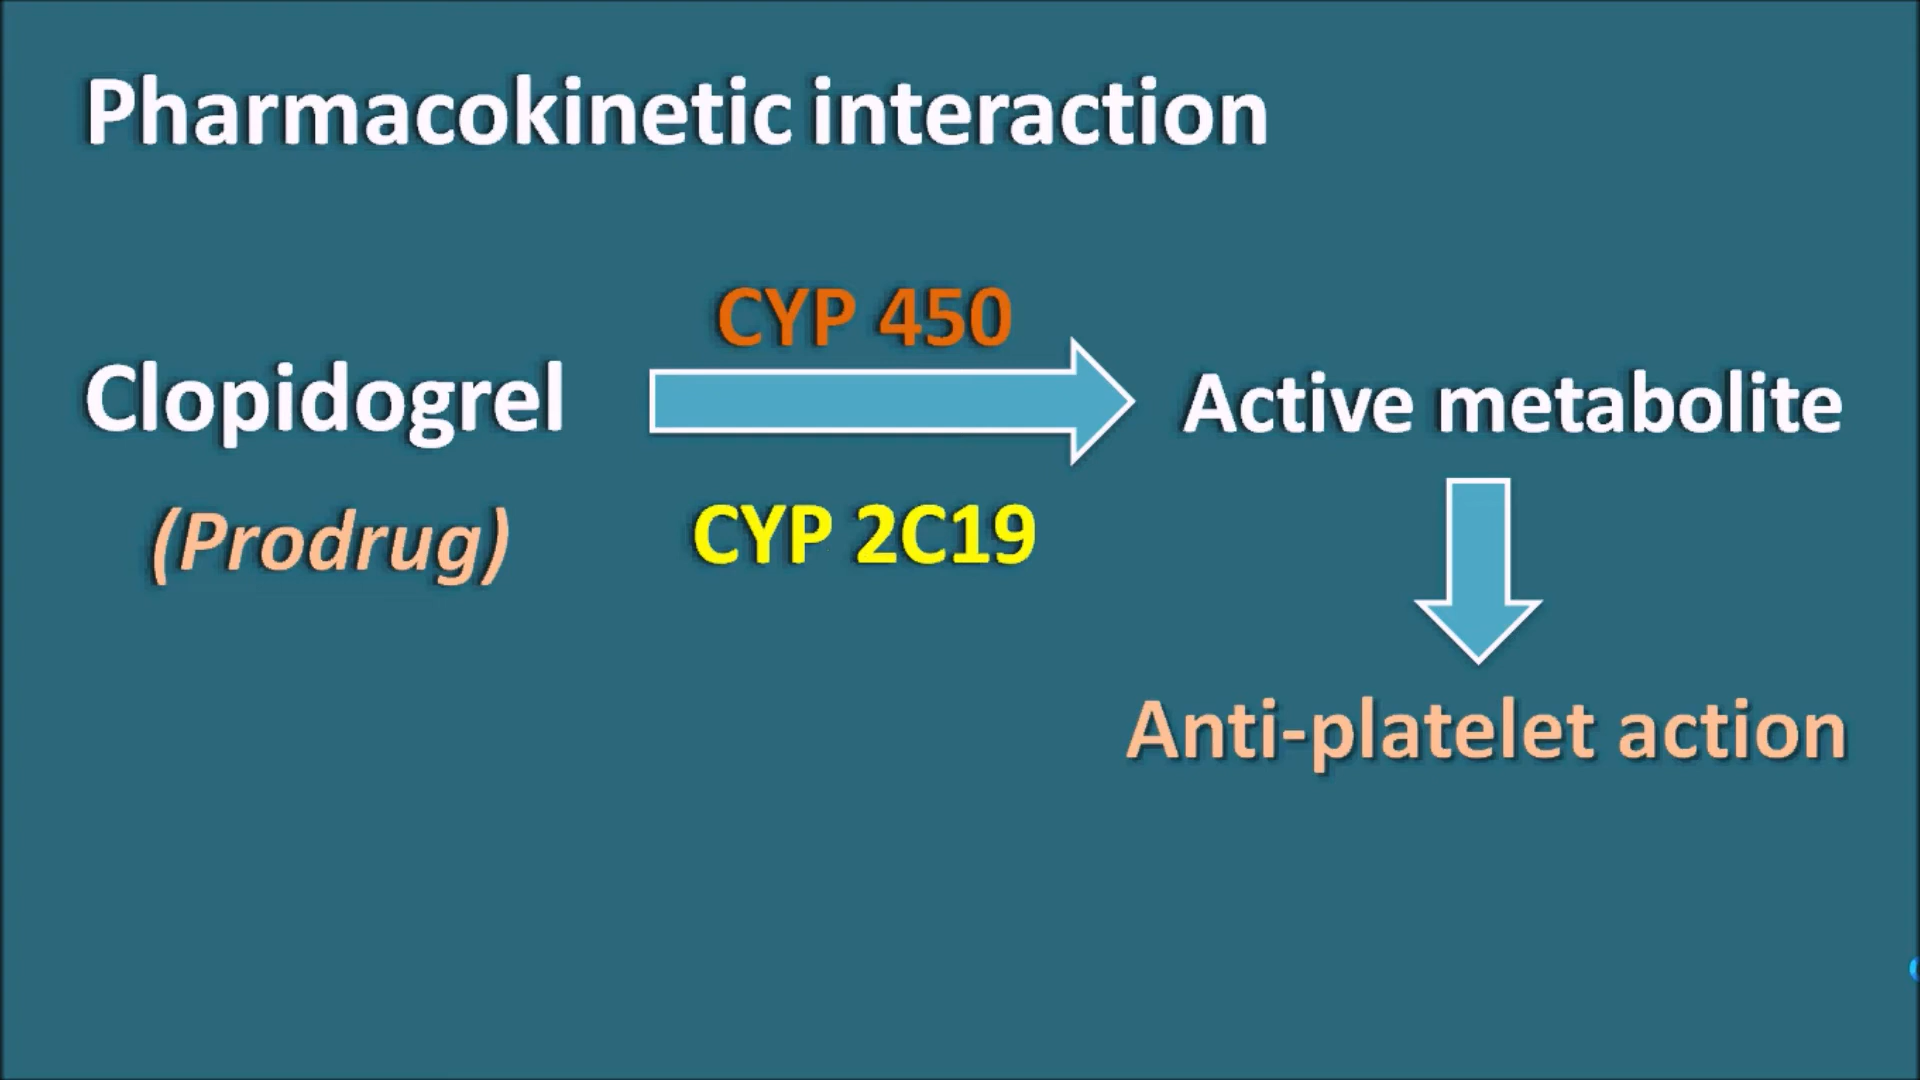 Pharmacokinetic interaction
CYP 450
Clopidogrel
Active metabolite
(Prodrug)
CYP 2C19
Anti-platelet action